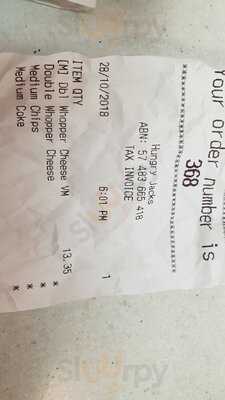 Your order number is
368
************************
Hungry Jacks
ABN: 57 483 665 418
TAX INVOICE
28/10/2018 6:01 PM 1
ITEM QTY
[M] Dbl Whopper Cheese VM 13.35
Double Whopper Cheese *
Medium Chips *
Medium Coke *
slurrpy